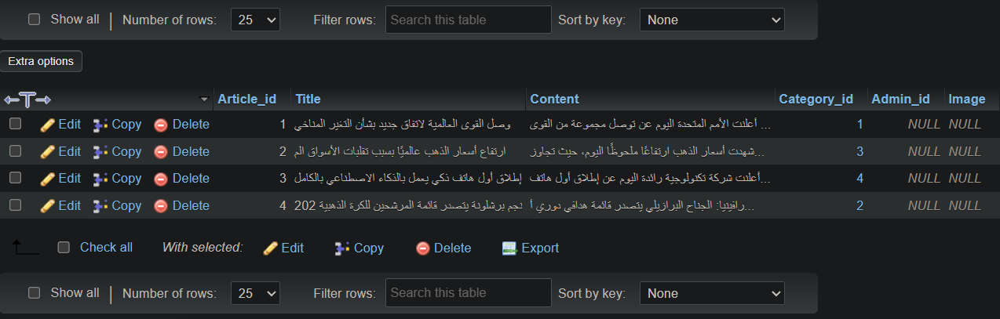 Show all | Number of rows: 25 Filter rows: Search this table Sort by key: None
Extra options
Article_id Title Content Category_id Admin_id Image
Edit Copy Delete 1 وصل القوى العالمية لاتفاق جديد بشأن التغير المناخي أعلنت الأمم المتحدة اليوم عن توصل مجموعة من القوى ... 1 NULL NULL
Edit Copy Delete 2 ارتفاع أسعار الذهب عالميًا بسبب تقلبات الأسواق الم شهدت أسعار الذهب ارتفاعًا ملحوظًا اليوم، حيث تجاوز... 3 NULL NULL
Edit Copy Delete 3 إطلاق أول هاتف ذكي يعمل بالذكاء الاصطناعي بالكامل أعلنت شركة تكنولوجية رائدة اليوم عن إطلاق أول هاتف... 4 NULL NULL
Edit Copy Delete 4 نجم برشلونة يتصدر قائمة المرشحين للكرة الذهبية 202 رافينيا: الجناح البرازيلي يتصدر قائمة هدافي دوري أ... 2 NULL NULL
Check all With selected: Edit Copy Delete Export
Show all | Number of rows: 25 Filter rows: Search this table Sort by key: None